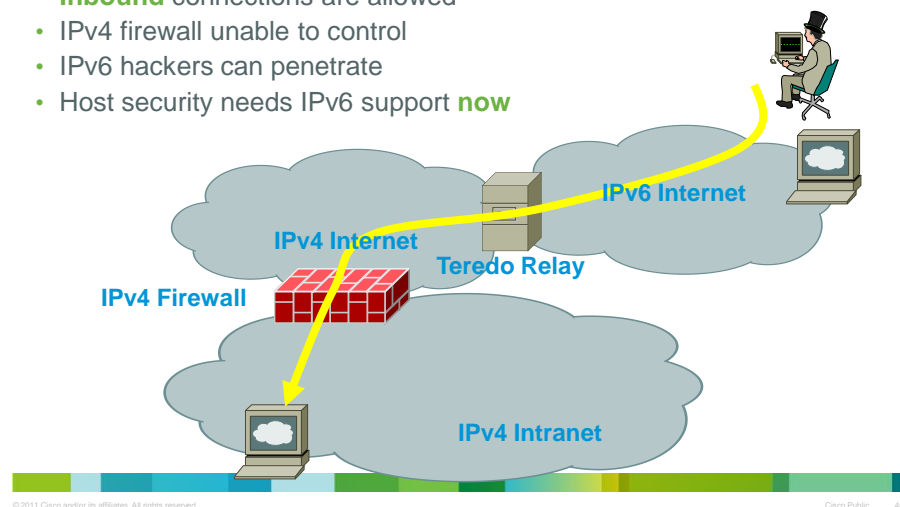 Inbound connections are allowed
• IPv4 firewall unable to control
• IPv6 hackers can penetrate
• Host security needs IPv6 support now
IPv6 Internet
IPv4 Internet
Teredo Relay
IPv4 Firewall
IPv4 Intranet
© 2011 Cisco and/or its affiliates. All rights reserved.
Cisco Public